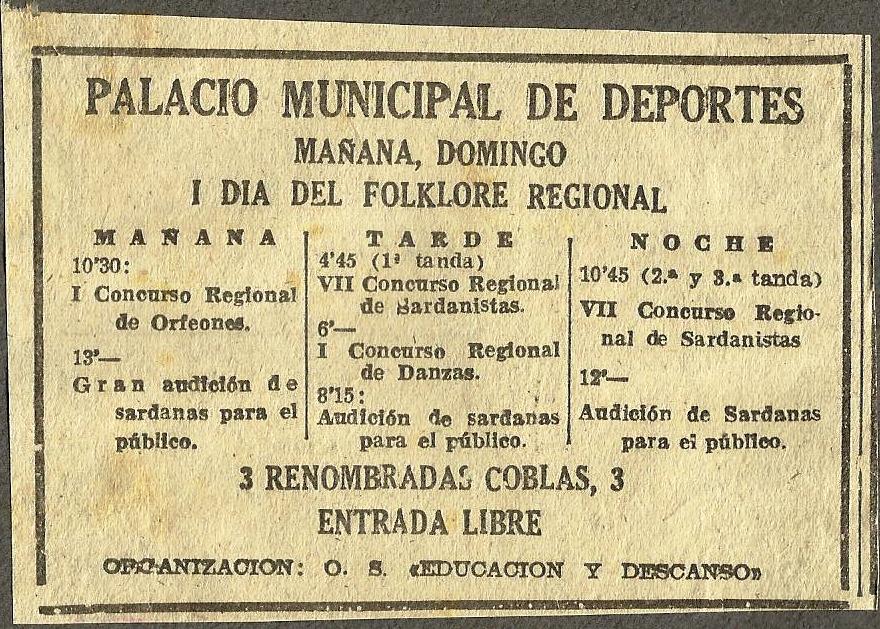 PALACIO MUNICIPAL DE DEPORTES
MAÑANA, DOMINGO
I DIA DEL FOLKLORE REGIONAL
MAÑANA
10'30:
I Concurso Regional
de Orfeones.
13'—
Gran audición de
sardanas para el
público.
TARDE
4'45 (1ª tanda)
VII Concurso Regional
de Sardanistas.
6'—
I Concurso Regional
de Danzas.
8'15:
Audición de sardanas
para el público.
NOCHE
10'45 (2.ª y 3.ª tanda)
VII Concurso Regio-
nal de Sardanistas
12'—
Audición de Sardanas
para el público.
3 RENOMBRADAS COBLAS, 3
ENTRADA LIBRE
ORGANIZACION: O. S. «EDUCACION Y DESCANSO»